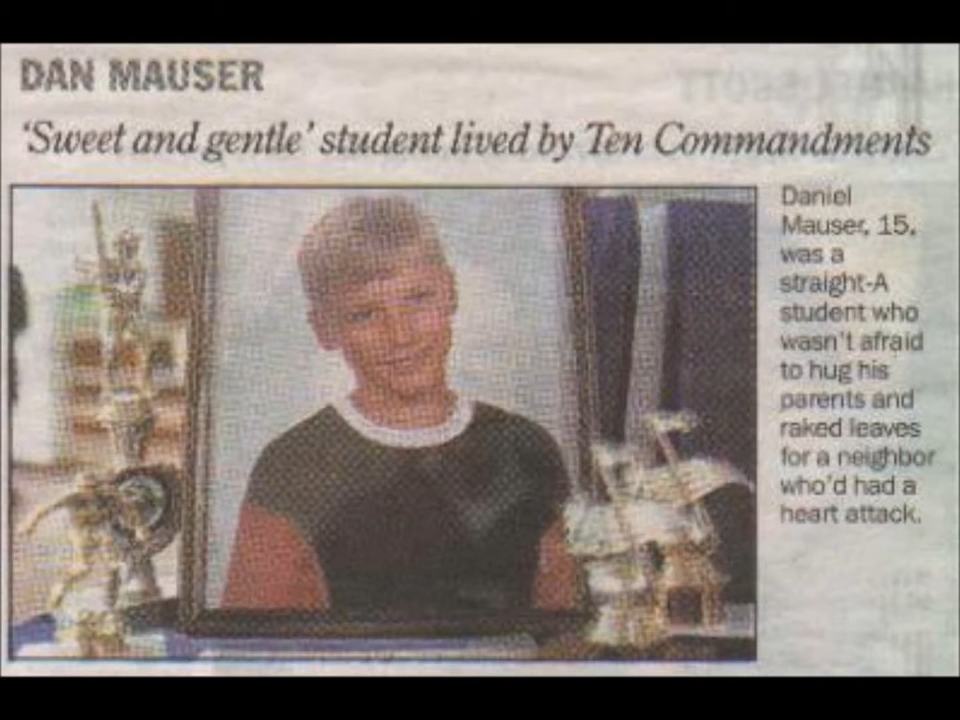 DAN MAUSER
‘Sweet and gentle’ student lived by Ten Commandments
Daniel
Mauser, 15,
was a
straight-A
student who
wasn’t afraid
to hug his
parents and
raked leaves
for a neighbor
who’d had a
heart attack.